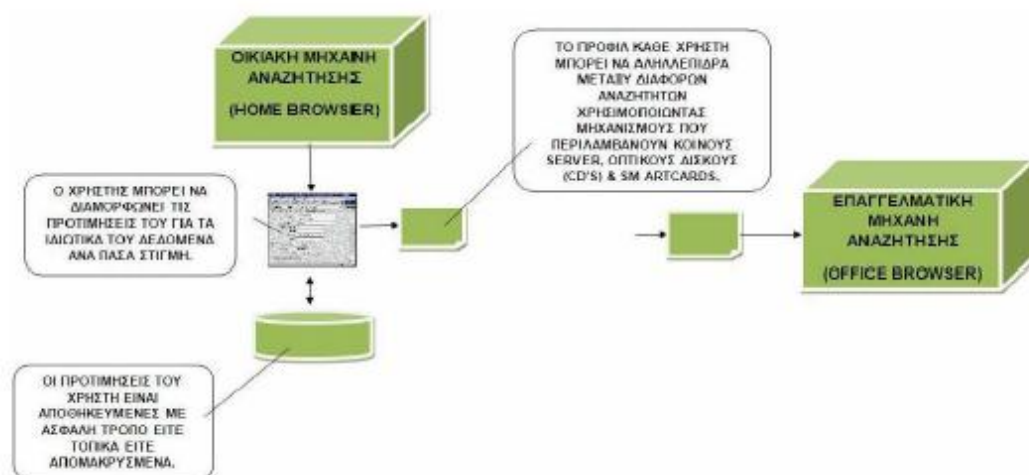 ΟΙΚΙΑΚΗ ΜΗΧΑΙΝΗ
ΑΝΑΖΗΤΗΣΗΣ
(HOME BROWSIER)
ΤΟ ΠΡΟΦΙΛ ΚΑΘΕ ΧΡΗΣΤΗ
ΜΠΟΡΕΙ ΝΑ ΑΛΗΛΛΕΠΙΔΡΑ
ΜΕΤΑΞΥ ΔΙΑΦΟΡΩΝ
ΑΝΑΖΗΤΗΤΩΝ
ΧΡΗΣΙΜΟΠΟΙΩΝΤΑΣ
ΜΗΧΑΝΙΣΜΟΥΣ ΠΟΥ
ΠΕΡΙΛΑΜΒΑΝΟΥΝ ΚΟΙΝΟΥΣ
SERVER, ΟΠΤΙΚΟΥΣ ΔΙΣΚΟΥΣ
(CD'S) & SM ARTCARDS.
Ο ΧΡΗΣΤΗΣ ΜΠΟΡΕΙ ΝΑ
ΔΙΑΜΟΡΦΩΝΕΙ ΤΙΣ
ΠΡΟΤΙΜΗΣΕΙΣ ΤΟΥ ΓΙΑ ΤΑ
ΙΔΙΩΤΙΚΑ ΤΟΥ ΔΕΔΟΜΕΝΑ
ΑΝΑ ΠΑΣΑ ΣΤΙΓΜΗ.
ΕΠΑΓΓΕΛΜΑΤΙΚΗ
ΜΗΧΑΝΗ
ΑΝΑΖΗΤΗΣΗΣ
(OFFICE BROWSER)
ΟΙ ΠΡΟΤΙΜΗΣΕΙΣ ΤΟΥ
ΧΡΗΣΤΗ ΕΙΝΑΙ
ΑΠΟΘΗΚΕΥΜΕΝΕΣ ΜΕ
ΑΣΦΑΛΗ ΤΡΟΠΟ ΕΙΤΕ
ΤΟΠΙΚΑ ΕΙΤΕ
ΑΠΟΜΑΚΡΥΣΜΕΝΑ.